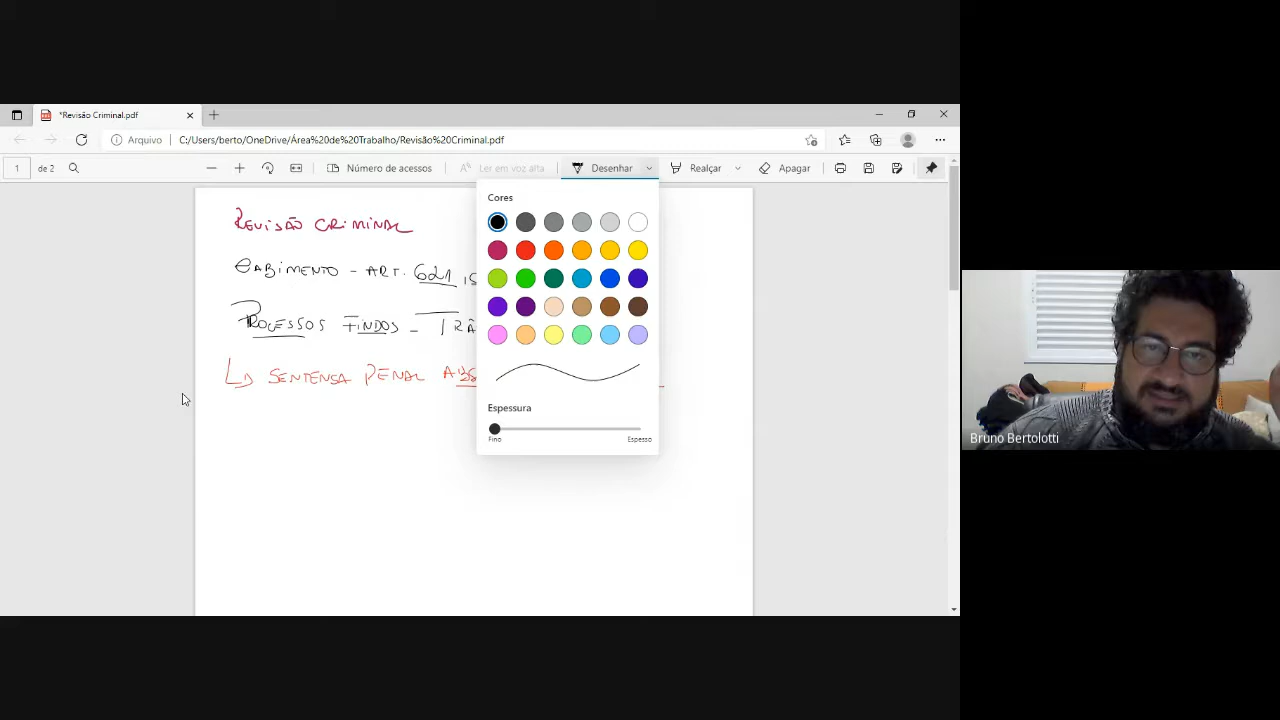 *Revisão Criminal.pdf
Arquivo C:/Users/berto/OneDrive/Área%20de%20Trabalho/Revisão%20Criminal.pdf
1 de 2 Número de acessos Ler em voz alta Desenhar Realçar Apagar
Cores
REVISÃO CRIMINAL
CABIMENTO - ART. 621
PROCESSOS FINDOS - TRÂ
SENTENSA PENAL ABS
Espessura
Fino Espesso
Bruno Bertolotti